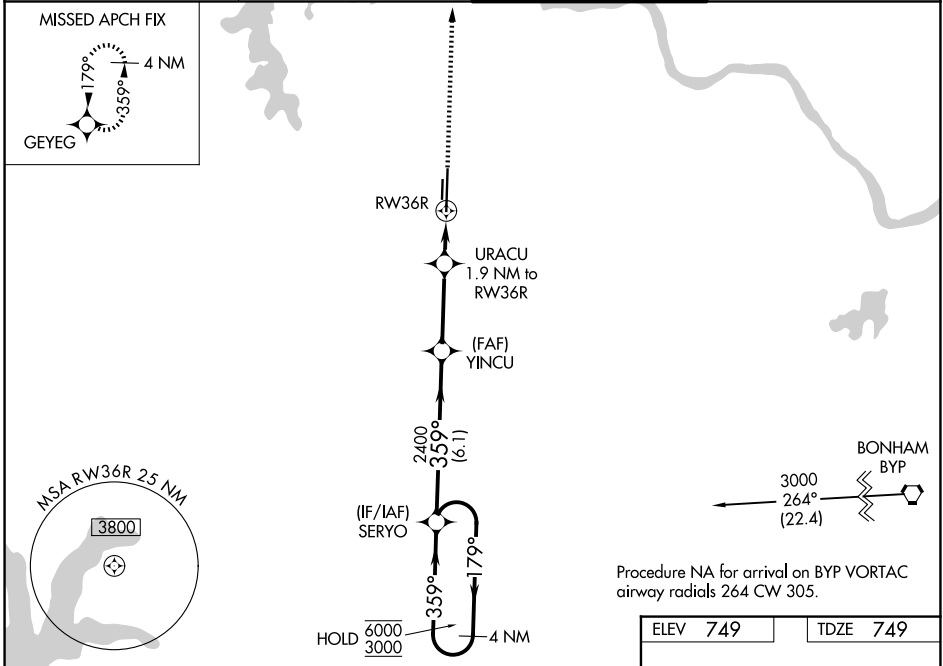 MISSED APCH FIX
4 NM
179°
359°
GEYEG
RW36R
URACU
1.9 NM to
RW36R
(FAF)
YINCU
2400
359°
(6.1)
BONHAM
BYP
3000
264°
(22.4)
MSA RW36R 25 NM
3800
(IF/IAF)
SERYO
359°
179°
HOLD
6000
3000
4 NM
Procedure NA for arrival on BYP VORTAC
airway radials 264 CW 305.
ELEV 749
TDZE 749